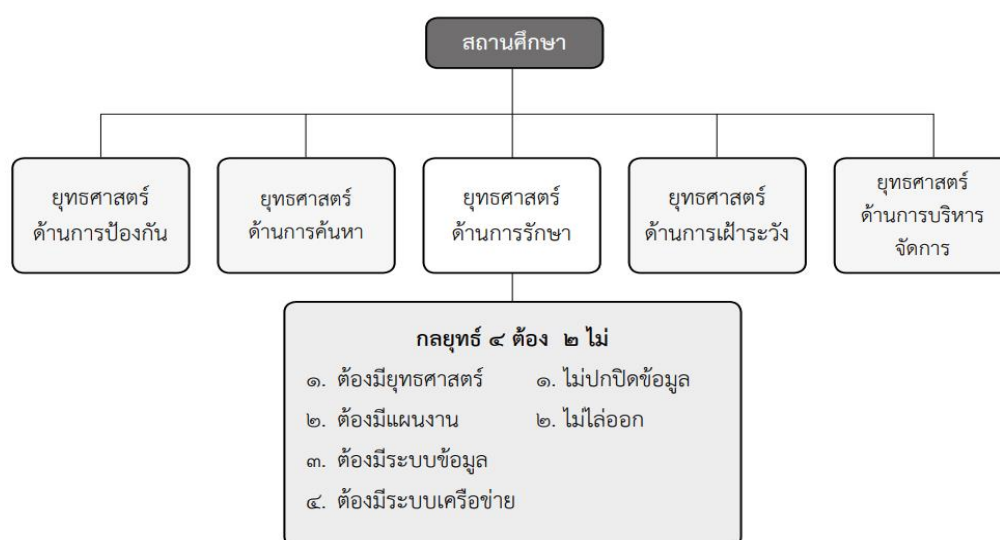 สถานศึกษา
ยุทธศาสตร์
ด้านการป้องกัน
ยุทธศาสตร์
ด้านการค้นหา
ยุทธศาสตร์
ด้านการรักษา
ยุทธศาสตร์
ด้านการเฝ้าระวัง
ยุทธศาสตร์
ด้านการบริหาร
จัดการ
กลยุทธ์ ๔ ต้อง ๒ ไม่
๑. ต้องมียุทธศาสตร์ ๑. ไม่ปกปิดข้อมูล
๒. ต้องมีแผนงาน ๒. ไม่ไล่ออก
๓. ต้องมีระบบข้อมูล
๔. ต้องมีระบบเครือข่าย